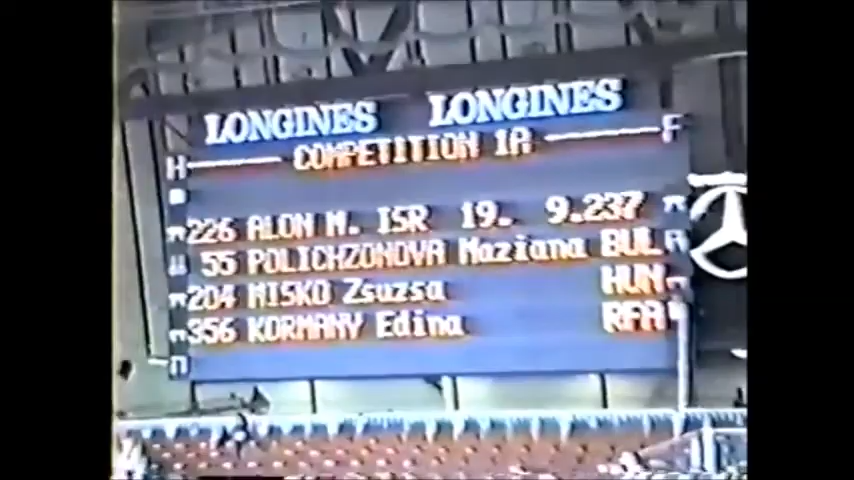 LONGINES LONGINES
COMPETITION 1A
226 ALON M. ISR 19. 9.237
55 POLICHZONOVA Maziana BUL
204 MISKO Zsuzsa HUN
356 KORMANY Edina RFA